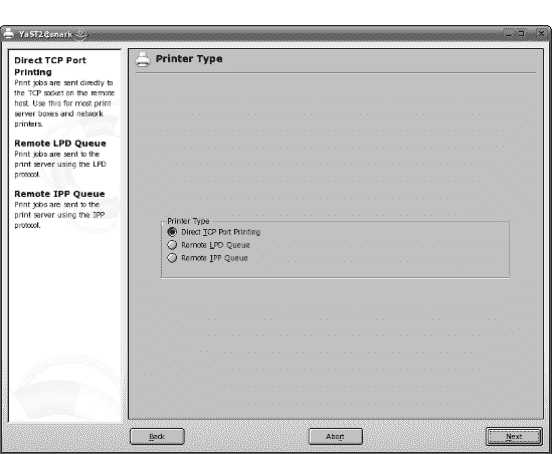 YaST2@snark
Direct TCP Port
Printing
Print jobs are sent directly to
the TCP socket on the remote
host. Use this for most print
server boxes and network
printers.
Remote LPD Queue
Print jobs are sent to the
print server using the LPD
protocol.
Remote IPP Queue
Print jobs are sent to the
print server using the IPP
protocol.
Printer Type
Printer Type
Direct TCP Port Printing
Remote LPD Queue
Remote IPP Queue
Back
Abort
Next